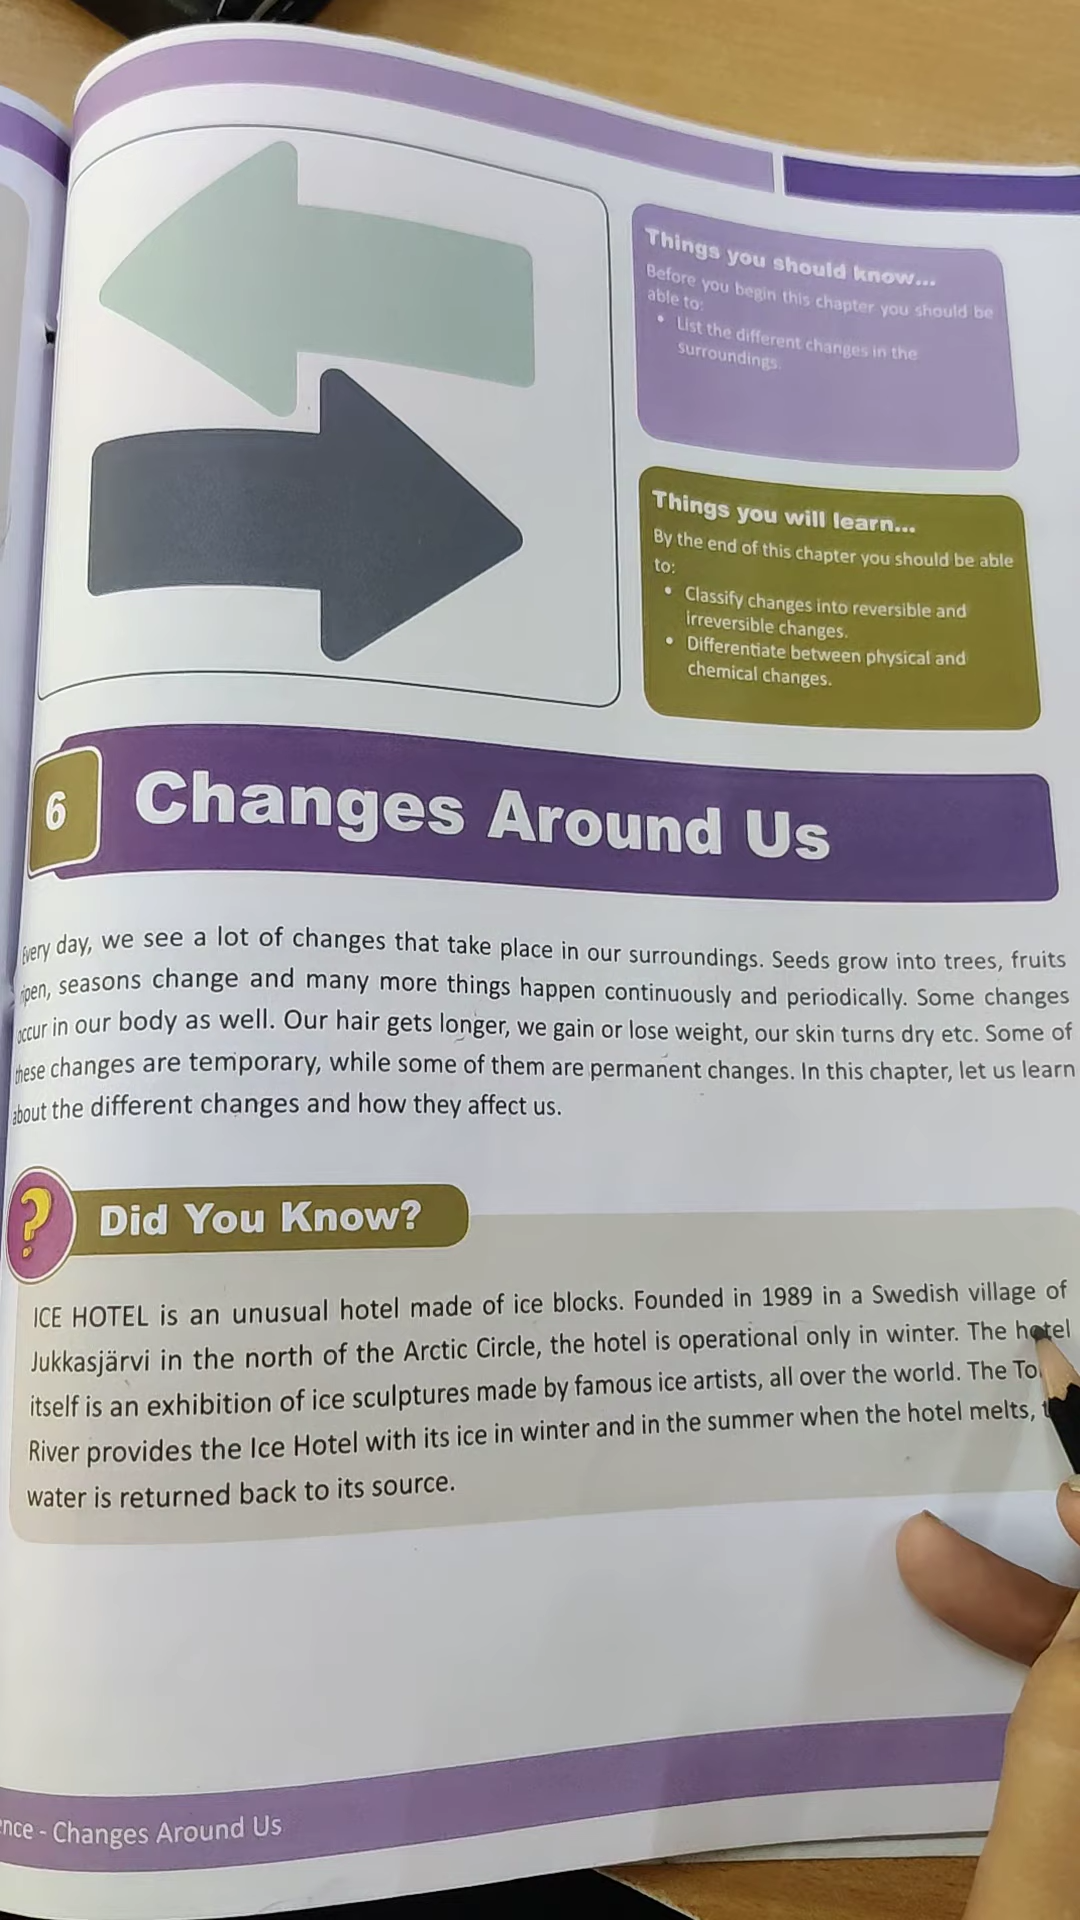 Things you should know...
Before you begin this chapter you should be
able to:
• List the different changes in the
surroundings.
Things you will learn...
By the end of this chapter you should be able
to:
• Classify changes into reversible and
irreversible changes.
• Differentiate between physical and
chemical changes.
6
Changes Around Us
Every day, we see a lot of changes that take place in our surroundings. Seeds grow into trees, fruits
ripen, seasons change and many more things happen continuously and periodically. Some changes
occur in our body as well. Our hair gets longer, we gain or lose weight, our skin turns dry etc. Some of
these changes are temporary, while some of them are permanent changes. In this chapter, let us learn
about the different changes and how they affect us.
?
Did You Know?
ICE HOTEL is an unusual hotel made of ice blocks. Founded in 1989 in a Swedish village of
Jukkasjärvi in the north of the Arctic Circle, the hotel is operational only in winter. The hotel
itself is an exhibition of ice sculptures made by famous ice artists, all over the world. The
River provides the Ice Hotel with its ice in winter and in the summer when the hotel melts,
water is returned back to its source.
- Changes Around Us